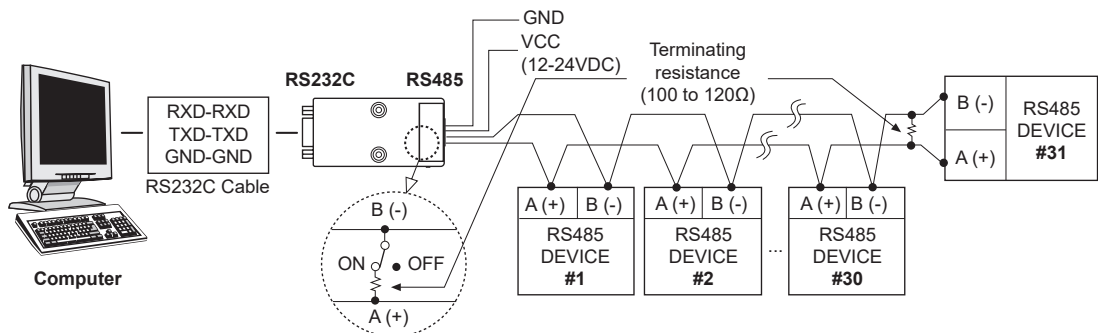 GND
VCC
(12-24VDC)
RS232C
RS485
Terminating
resistance
(100 to 120Ω)
RXD-RXD
TXD-TXD
GND-GND
RS232C Cable
Computer
B (-)
ON
OFF
A (+)
A (+)
B (-)
RS485
DEVICE
#1
A (+)
B (-)
RS485
DEVICE
#2
...
A (+)
B (-)
RS485
DEVICE
#30
B (-)
A (+)
RS485
DEVICE
#31